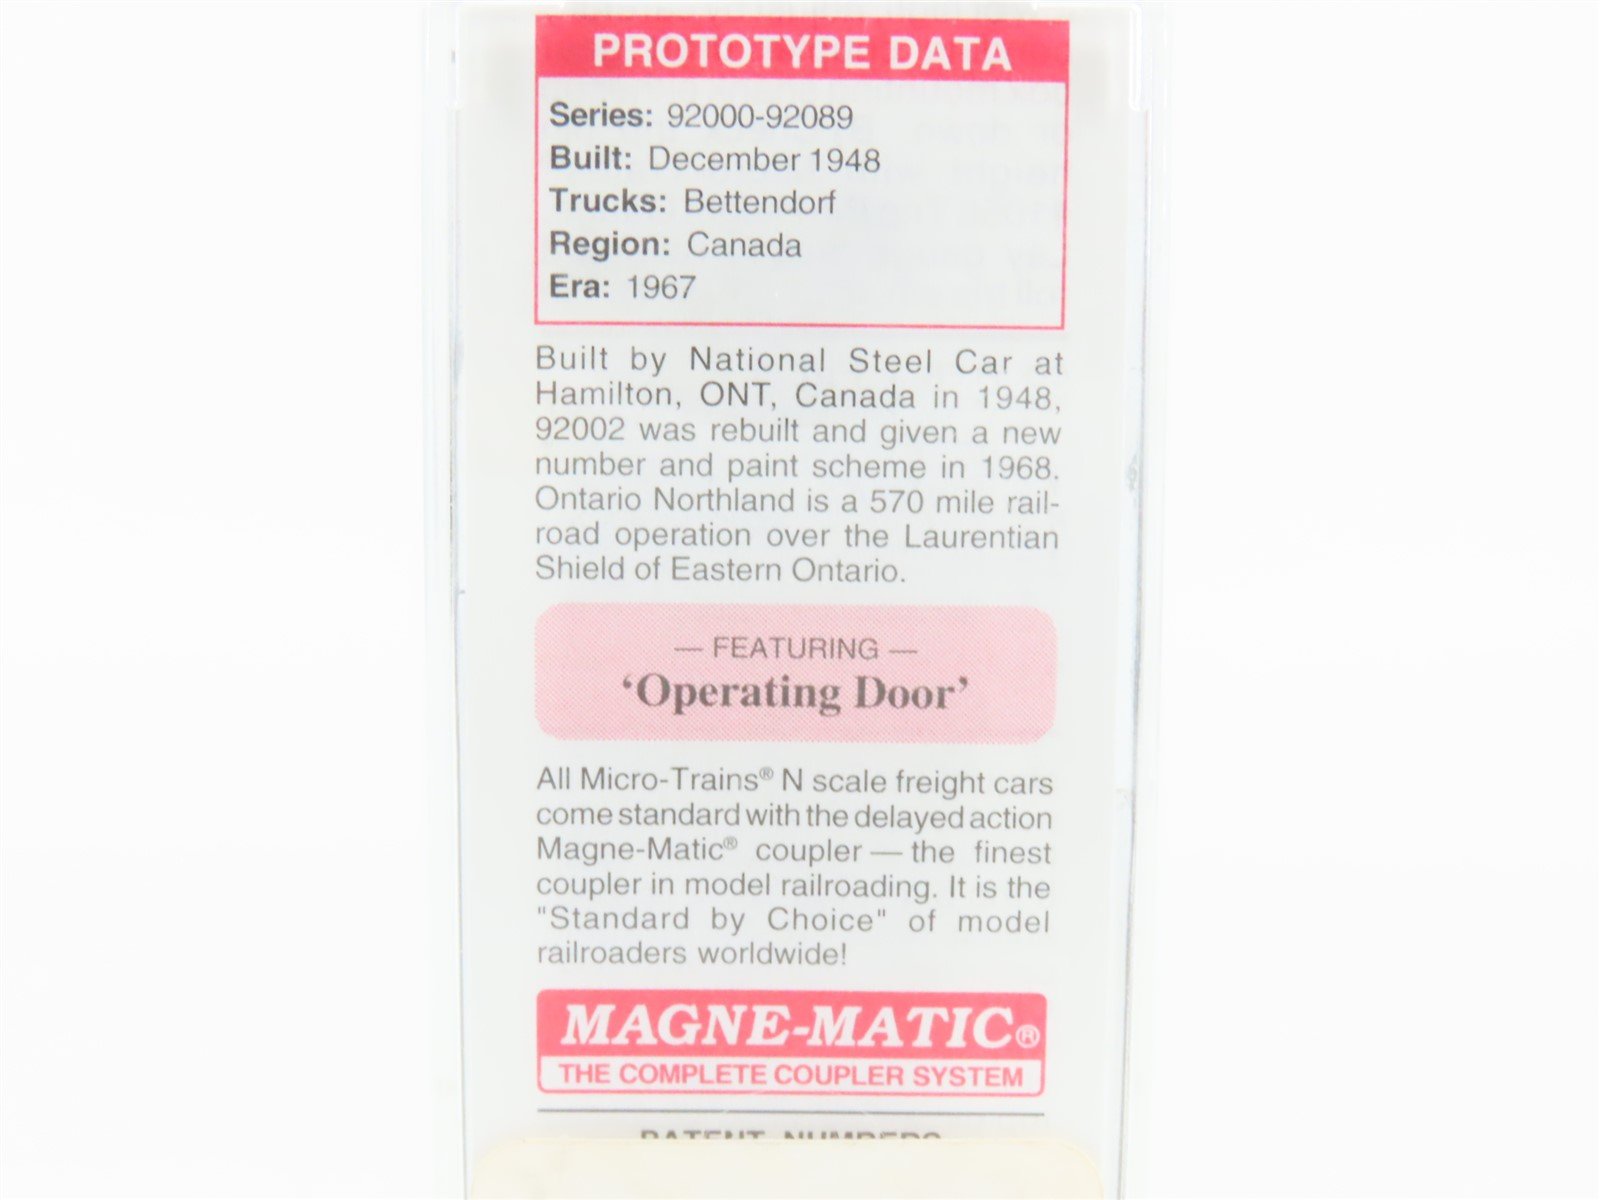 PROTOTYPE DATA
Series: 92000-92089
Built: December 1948
Trucks: Bettendorf
Region: Canada
Era: 1967
Built by National Steel Car at
Hamilton, ONT, Canada in 1948,
92002 was rebuilt and given a new
number and paint scheme in 1968.
Ontario Northland is a 570 mile rail-
road operation over the Laurentian
Shield of Eastern Ontario.
— FEATURING —
‘Operating Door’
All Micro-Trains® N scale freight cars
come standard with the delayed action
Magne-Matic® coupler — the finest
coupler in model railroading. It is the
"Standard by Choice" of model
railroaders worldwide!
MAGNE-MATIC®
THE COMPLETE COUPLER SYSTEM
PATENT NUMBERS